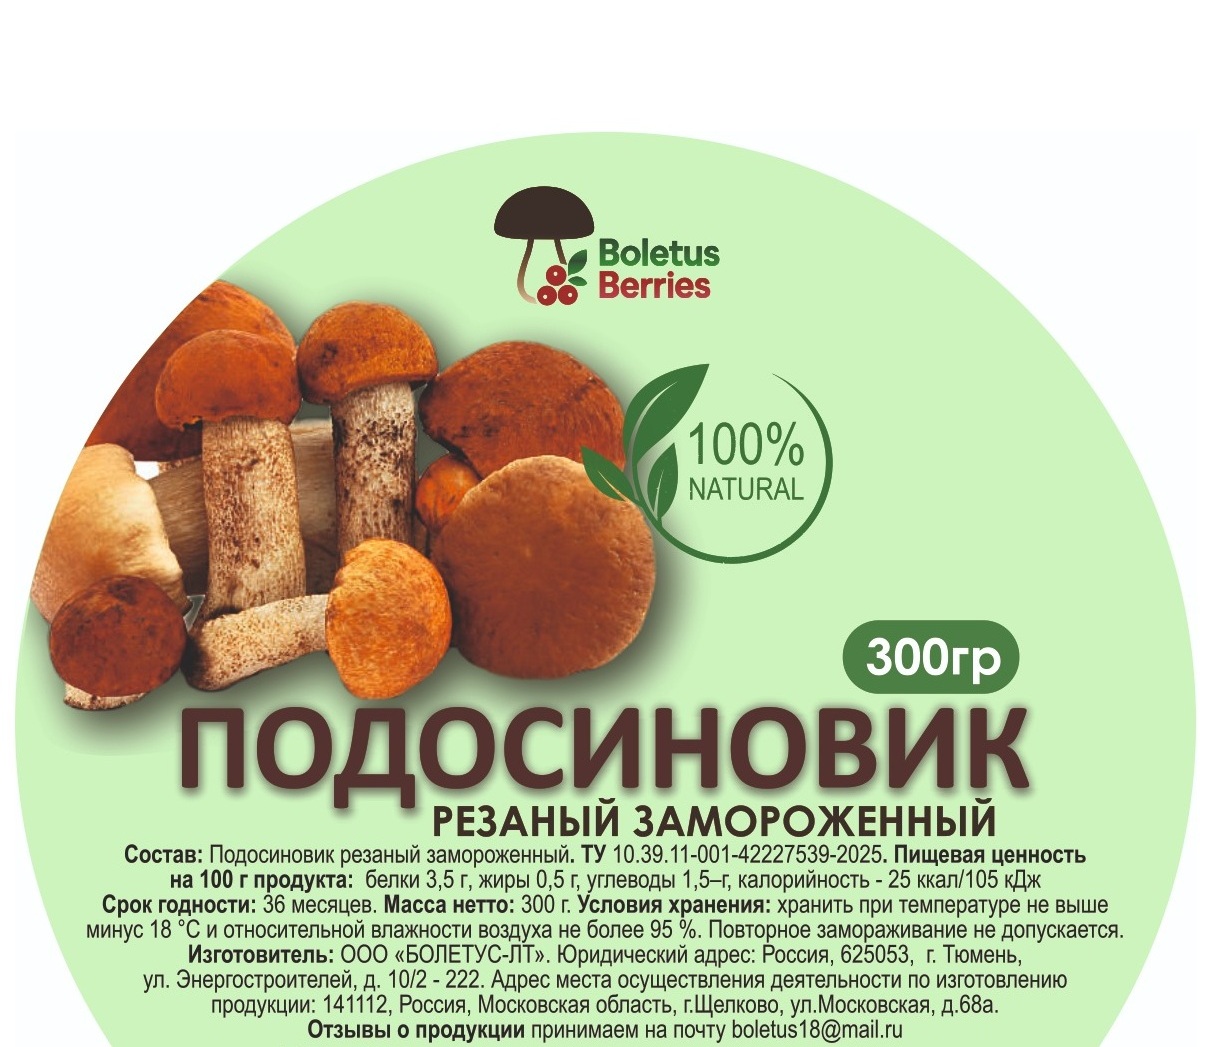 Boletus
Berries
100%
NATURAL
300гр
ПОДОСИНОВИК
РЕЗАНЫЙ ЗАМОРОЖЕННЫЙ
Состав: Подосиновик резаный замороженный. ТУ 10.39.11-001-42227539-2025. Пищевая ценность
на 100 г продукта: белки 3,5 г, жиры 0,5 г, углеводы 1,5–г, калорийность - 25 ккал/105 кДж
Срок годности: 36 месяцев. Масса нетто: 300 г. Условия хранения: хранить при температуре не выше
минус 18 °С и относительной влажности воздуха не более 95 %. Повторное замораживание не допускается.
Изготовитель: ООО «БОЛЕТУС-ЛТ». Юридический адрес: Россия, 625053, г. Тюмень,
ул. Энергостроителей, д. 10/2 - 222. Адрес места осуществления деятельности по изготовлению
продукции: 141112, Россия, Московская область, г.Щелково, ул.Московская, д.68а.
Отзывы о продукции принимаем на почту boletus18@mail.ru